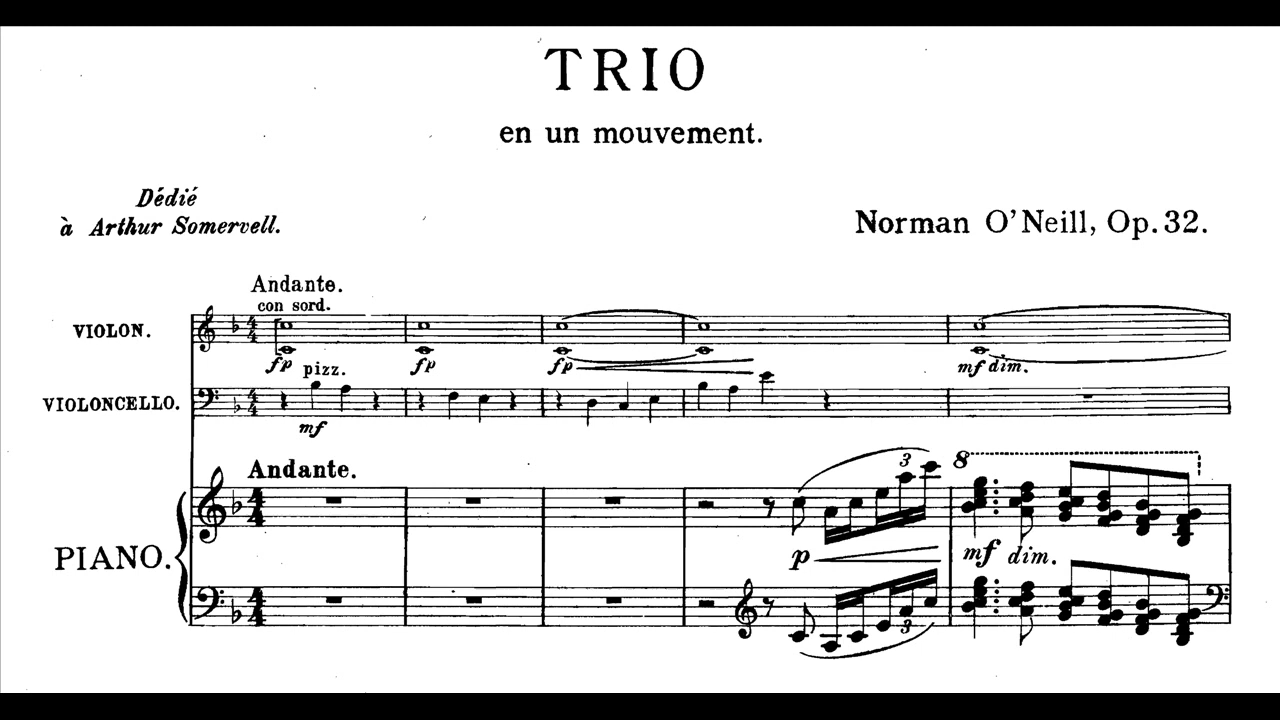 TRIO
en un mouvement.
Dédié
à Arthur Somervell.
Norman O'Neill, Op. 32.
Andante.
con sord.
VIOLON.
fp fp fp mf dim.
pizz.
VIOLONCELLO.
mf
Andante.
3 8
PIANO.
p mf dim.
3